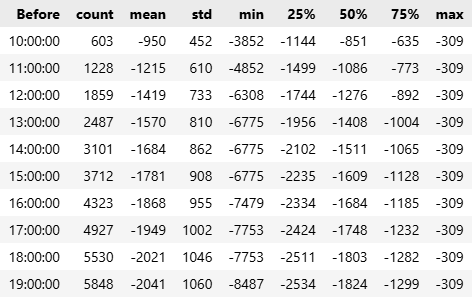 Before count mean std min 25% 50% 75% max
10:00:00 603 -950 452 -3852 -1144 -851 -635 -309
11:00:00 1228 -1215 610 -4852 -1499 -1086 -773 -309
12:00:00 1859 -1419 733 -6308 -1744 -1276 -892 -309
13:00:00 2487 -1570 810 -6775 -1956 -1408 -1004 -309
14:00:00 3101 -1684 862 -6775 -2102 -1511 -1065 -309
15:00:00 3712 -1781 908 -6775 -2235 -1609 -1128 -309
16:00:00 4323 -1868 955 -7479 -2334 -1684 -1185 -309
17:00:00 4927 -1949 1002 -7753 -2424 -1748 -1232 -309
18:00:00 5530 -2021 1046 -7753 -2511 -1803 -1282 -309
19:00:00 5848 -2041 1060 -8487 -2534 -1824 -1299 -309